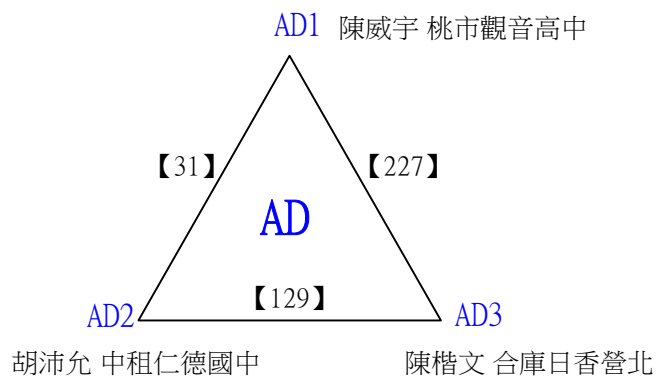 AD1 陳威宇 桃市觀音高中
【31】 【227】
AD
【129】
AD2 AD3
胡沛允 中租仁德國中 陳楷文 合庫日香營北